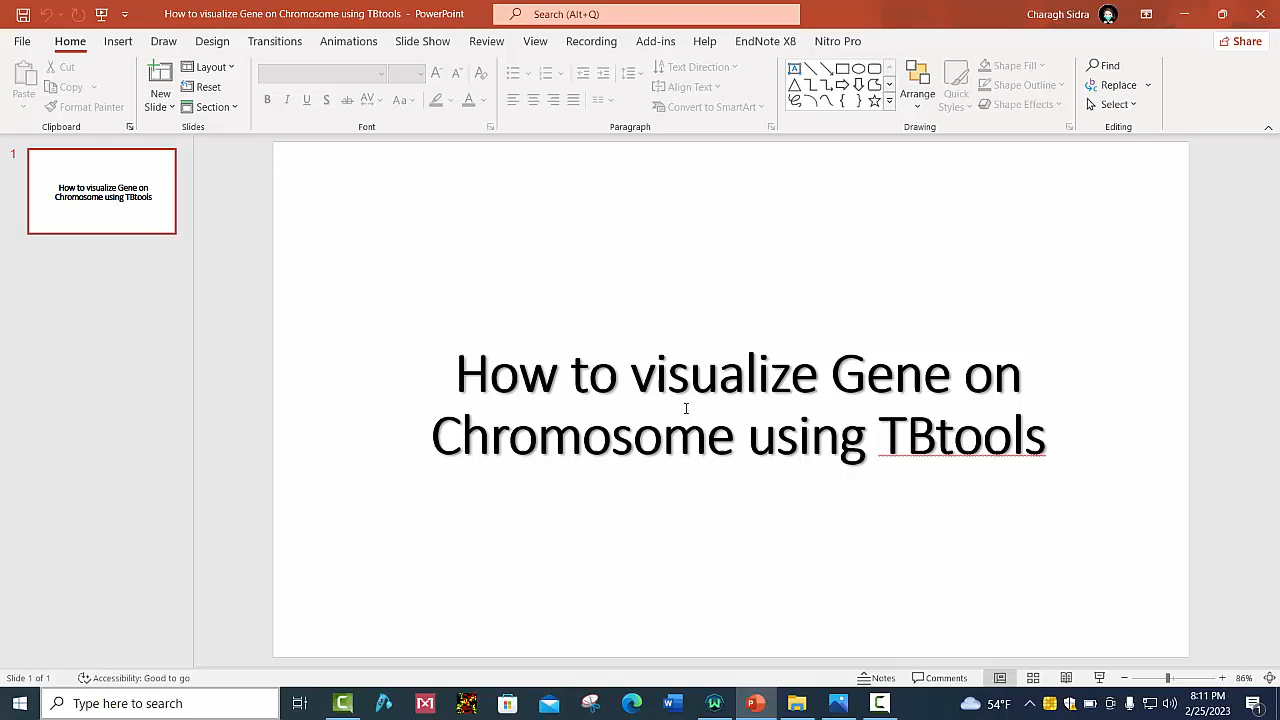 How to visualize Gene on Chromosome using TBtools - PowerPoint
Search (Alt+Q)
Charagh Sidra
File Home Insert Draw Design Transitions Animations Slide Show Review View Recording Add-ins Help EndNote X8 Nitro Pro
Share
Paste
Cut
Copy
Format Painter
Clipboard
New
Slide
Layout
Reset
Section
Slides
Font
Text Direction
Align Text
Convert to SmartArt
Paragraph
Arrange
Quick
Styles
Shape Fill
Shape Outline
Shape Effects
Drawing
Find
Replace
Select
Editing
1
How to visualize Gene on
Chromosome using TBtools
How to visualize Gene on
Chromosome using TBtools
Slide 1 of 1
Accessibility: Good to go
Notes
Comments
86%
Type here to search
54°F
8:11 PM
2/25/2023